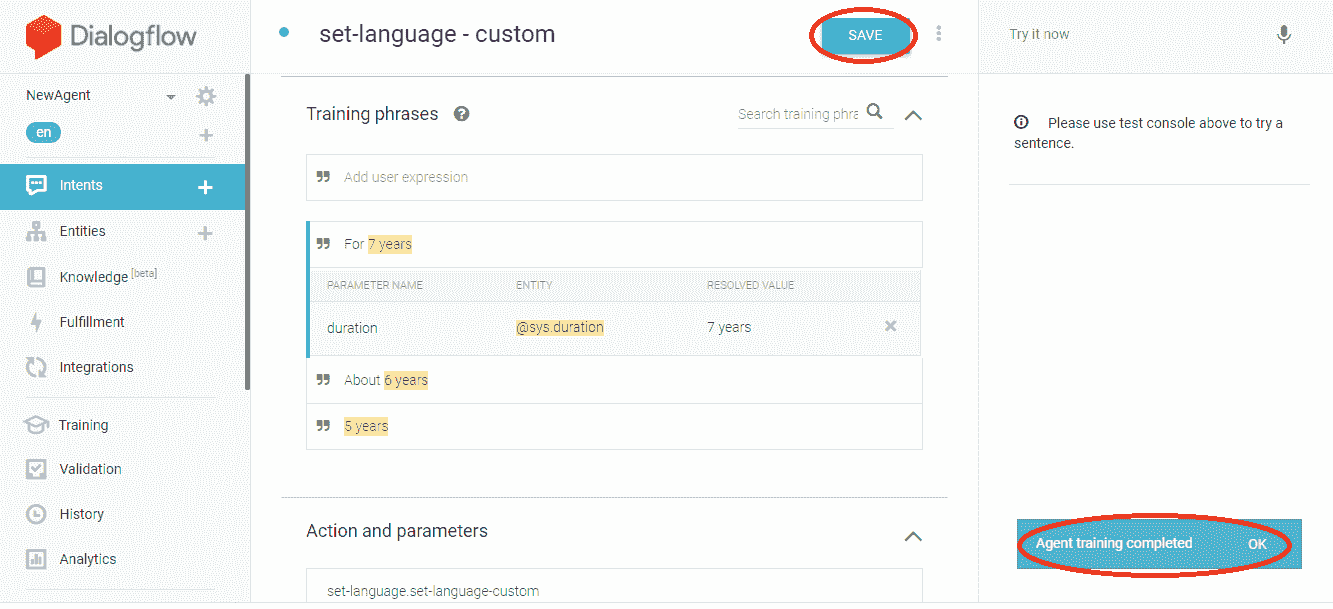 Dialogflow
NewAgent
en
Intents
Entities
Knowledge [beta]
Fulfillment
Integrations
Training
Validation
History
Analytics
set-language - custom
SAVE
Training phrases
Search training phra
Add user expression
For 7 years
PARAMETER NAME ENTITY RESOLVED VALUE
duration @sys.duration 7 years
About 6 years
5 years
Action and parameters
set-language.set-language-custom
Try it now
Please use test console above to try a
sentence.
Agent training completed OK